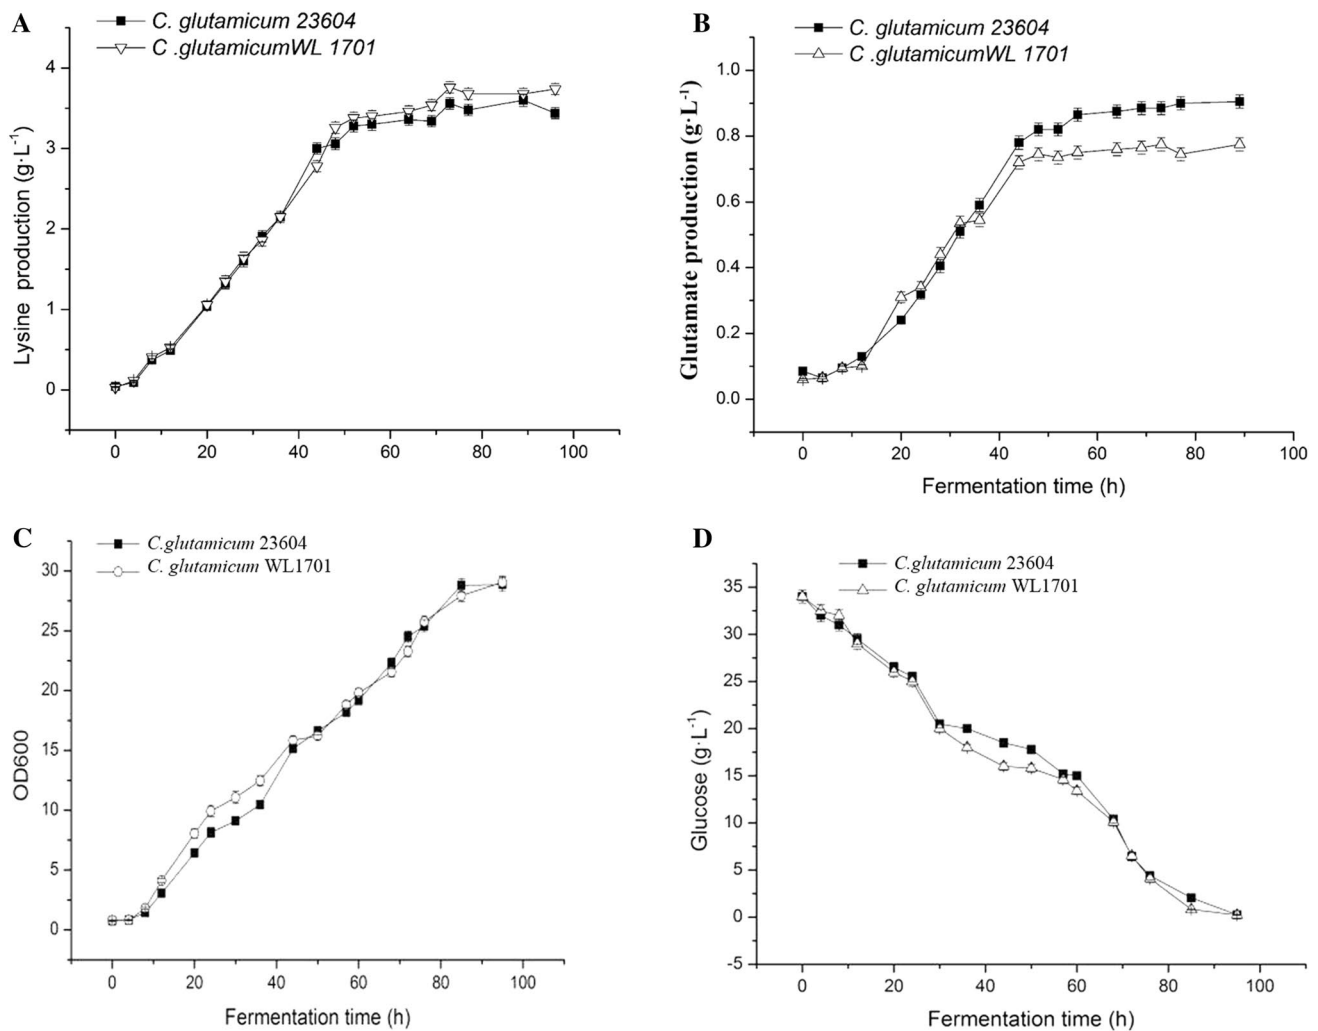 A
C. glutamicum 23604
C .glutamicumWL 1701
Lysine production (g·L-1)
4
3
2
1
0
0 20 40 60 80 100
B
C. glutamicum 23604
C .glutamicumWL 1701
Glutamate production (g·L-1)
1.0
0.8
0.6
0.4
0.2
0.0
0 20 40 60 80 100
Fermentation time (h)
C
C.glutamicum 23604
C. glutamicum WL1701
OD600
30
25
20
15
10
5
0
0 20 40 60 80 100
Fermentation time (h)
D
C.glutamicum 23604
C. glutamicum WL1701
Glucose (g·L-1)
35
30
25
20
15
10
5
0
-5
0 20 40 60 80 100
Fermentation time (h)